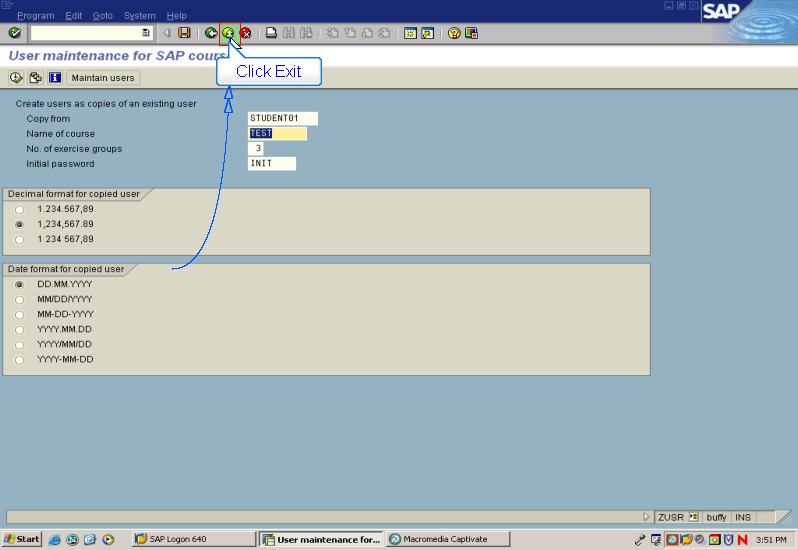 Program Edit Goto System Help
SAP
User maintenance for SAP cour
Click Exit
Maintain users
Create users as copies of an existing user
Copy from STUDENT01
Name of course TEST
No. of exercise groups 3
Initial password INIT
Decimal format for copied user
1.234.567,89
1,234,567.89
1 234 567,89
Date format for copied user
DD.MM.YYYY
MM/DD/YYYY
MM-DD-YYYY
YYYY.MM.DD
YYYY/MM/DD
YYYY-MM-DD
ZUSR buffy INS
Start SAP Logon 640 User maintenance for... Macromedia Captivate 3:51 PM